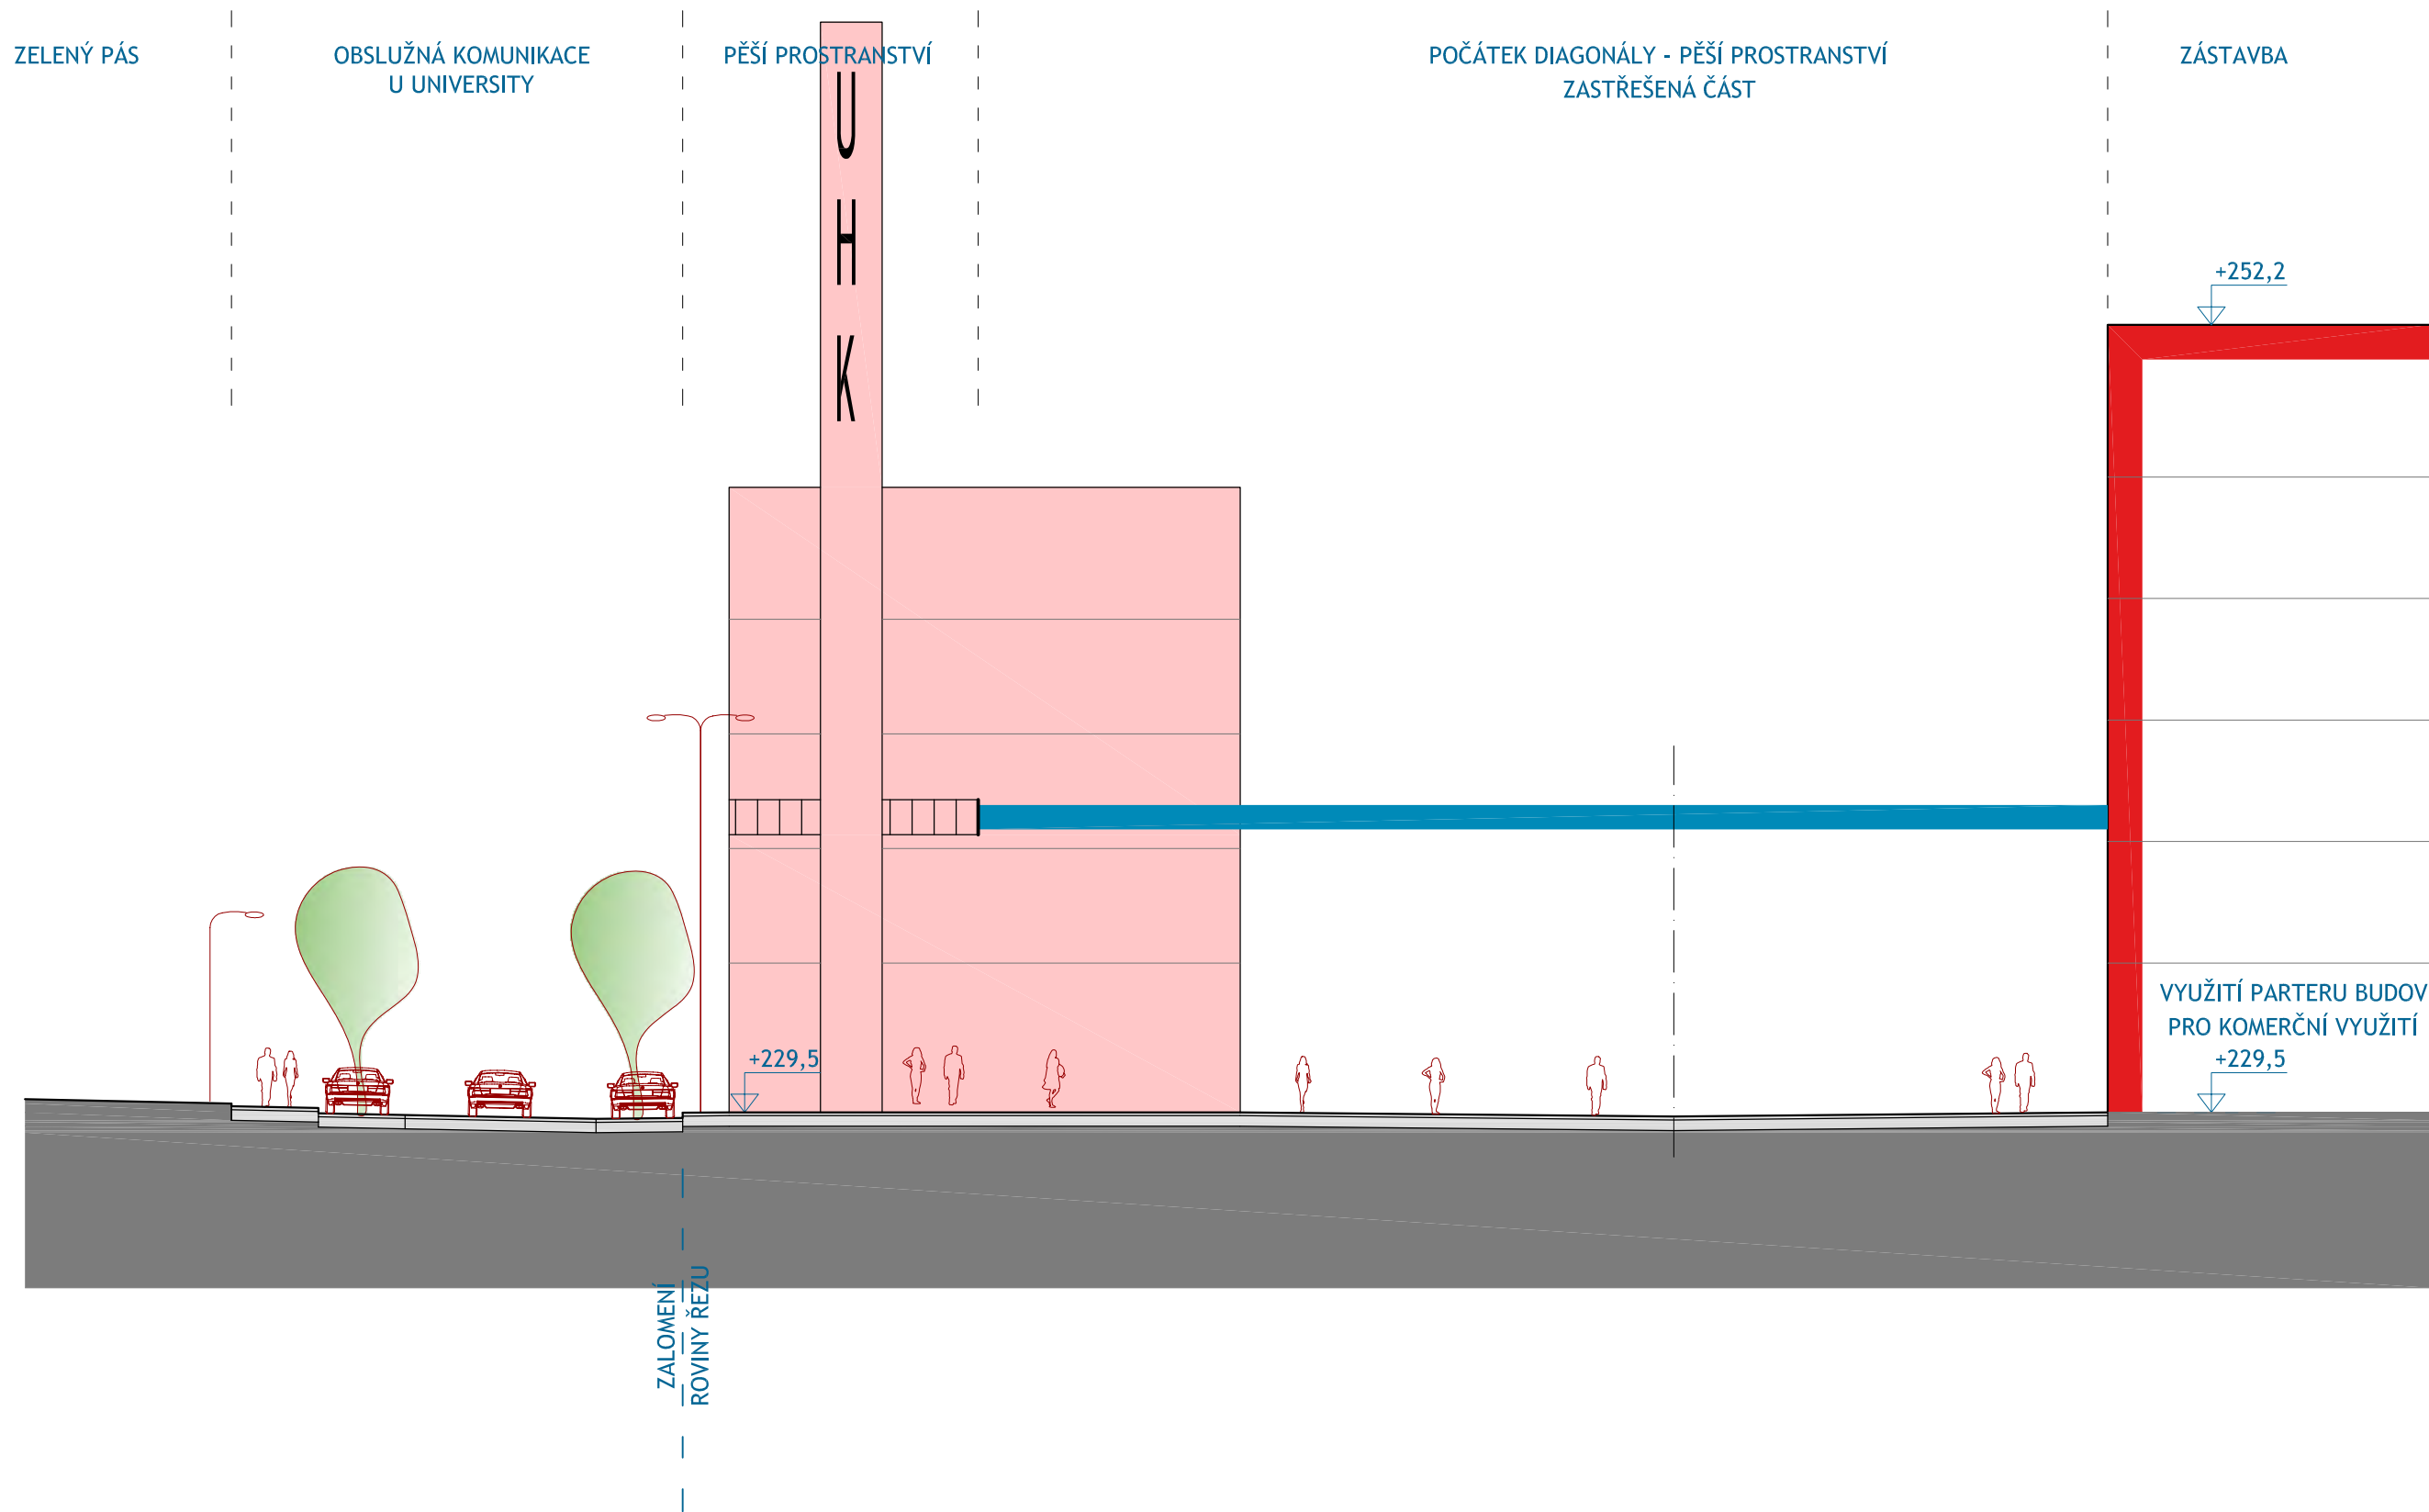 ZELENÝ PÁS
OBSLUŽNÁ KOMUNIKACE
U UNIVERSITY
PĚŠÍ PROSTRANSTVÍ
POČÁTEK DIAGONÁLY - PĚŠÍ PROSTRANSTVÍ
ZASTŘEŠENÁ ČÁST
ZÁSTAVBA
U
H
K
+252,2
VYUŽITÍ PARTERU BUDOV
PRO KOMERČNÍ VYUŽITÍ
+229,5
+229,5
ZALOMENÍ
ROVINY ŘEZU